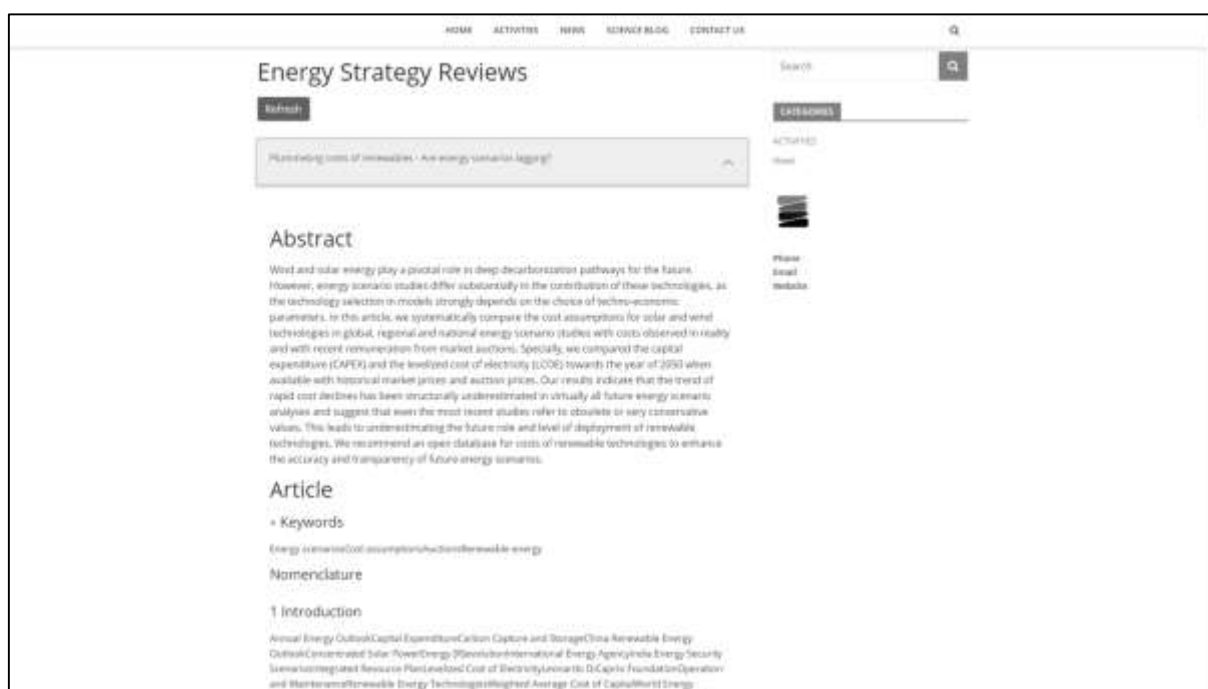 HOME ACTIVITIES NEWS SCIENCE BLOG CONTACT US
Energy Strategy Reviews
Search
Refresh
CATEGORIES
Plummeting costs of renewables - Are energy scenarios lagging?
ACTIVITIES
News
Abstract
Wind and solar energy play a pivotal role in deep decarbonization pathways for the future.
However, energy scenario studies differ substantially in the contribution of these technologies, as
the technology selection in models strongly depends on the choice of techno-economic
parameters. In this article, we systematically compare the cost assumptions for solar and wind
technologies in global, regional and national energy scenario studies with costs observed in reality
and with recent remuneration from market auctions. Specially, we compared the capital
expenditure (CAPEX) and the levelized cost of electricity (LCOE) towards the year of 2050 when
available with historical market prices and auction prices. Our results indicate that the trend of
rapid cost declines has been structurally underestimated in virtually all future energy scenario
analyses and suggest that even the most recent studies refer to obsolete or very conservative
values. This leads to underestimating the future role and level of deployment of renewable
technologies. We recommend an open database for costs of renewable technologies to enhance
the accuracy and transparency of future energy scenarios.
Phone
Email
Website
Article
Keywords
Energy scenariosCost assumptionsAuctionsRenewable energy
Nomenclature
1 Introduction
Annual Energy OutlookCapital ExpenditureCarbon Capture and StorageChina Renewable Energy
OutlookConcentrated Solar PowerEnergy [R]evolutionInternational Energy AgencyIndia Energy Security
ScenariosIntegrated Resource PlanLevelized Cost of ElectricityLeonardo DiCaprio FoundationOperation
and MaintenanceRenewable Energy TechnologiesWeighted Average Cost of CapitalWorld Energy